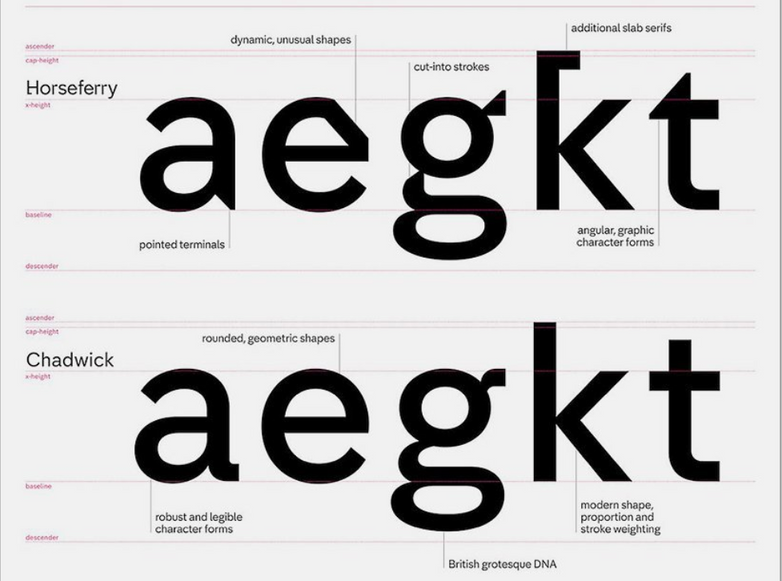 additional slab serifs
dynamic, unusual shapes
ascender
cap-height
cut-into strokes
Horseferry
x-height
aegkt
baseline
pointed terminals
angular, graphic
character forms
descender
ascender
cap-height
rounded, geometric shapes
Chadwick
x-height
aegkt
baseline
robust and legible
character forms
modern shape,
proportion and
stroke weighting
descender
British grotesque DNA